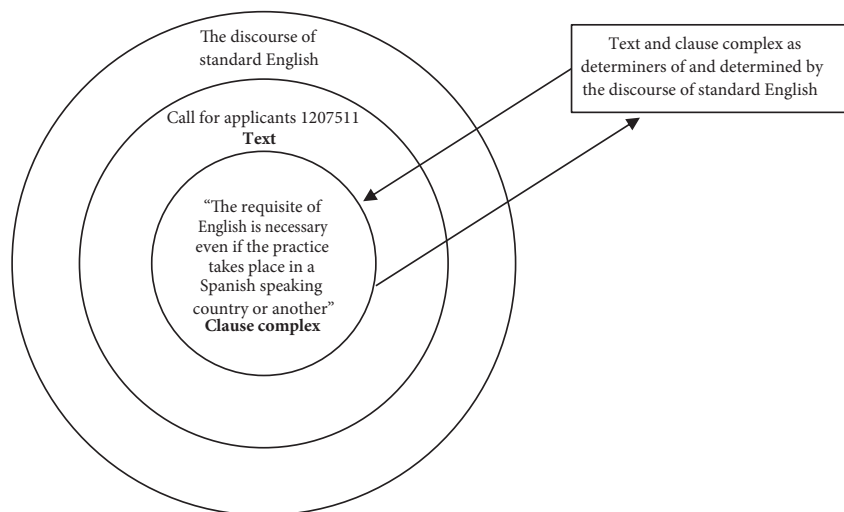 The discourse of
standard English
Call for applicants 1207511
Text
“The requisite of
English is necessary
even if the practice
takes place in a
Spanish speaking
country or another”
Clause complex
Text and clause complex as
determiners of and determined by
the discourse of standard English